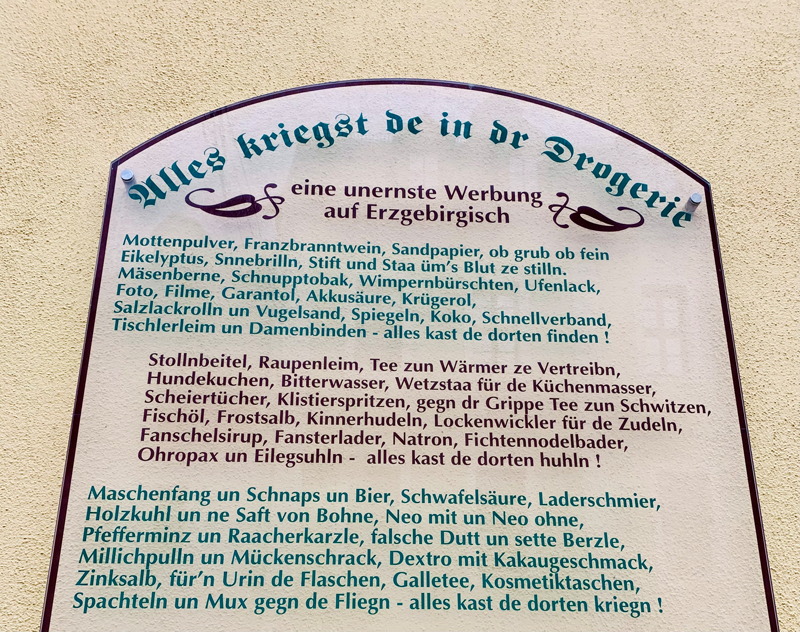 Alles kriegst de in dr Drogerie
eine unernste Werbung
auf Erzgebirgisch
Mottenpulver, Franzbranntwein, Sandpapier, ob grub ob fein
Eikelyptus, Snnebrilln, Stift und Staa üm's Blut ze stilln.
Mäsenberne, Schnupptobak, Wimpernbürschten, Ufenlack,
Foto, Filme, Garantol, Akkusäure, Krügerol,
Salzlackrolln un Vugelsand, Spiegeln, Koko, Schnellverband,
Tischlerleim un Damenbinden - alles kast de dorten finden !
Stollnbeitel, Raupenleim, Tee zun Wärmer ze Vertreibn,
Hundekuchen, Bitterwasser, Wetzstaa für de Küchenmasser,
Scheiertücher, Klistierspritzen, gegn dr Grippe Tee zun Schwitzen,
Fischöl, Frostsalb, Kinnerhudeln, Lockenwickler für de Zudeln,
Fanschelsirup, Fansterlader, Natron, Fichtennodelbader,
Ohropax un Eilegsuhln - alles kast de dorten huhln !
Maschenfang un Schnaps un Bier, Schwafelsäure, Laderschmier,
Holzkuhl un ne Saft von Bohne, Neo mit un Neo ohne,
Pfefferminz un Raacherkarzle, falsche Dutt un sette Berzle,
Millichpulln un Mückenschrack, Dextro mit Kakaugeschmack,
Zinksalb, für'n Urin de Flaschen, Galletee, Kosmetiktaschen,
Spachteln un Mux gegn de Fliegn - alles kast de dorten kriegn !